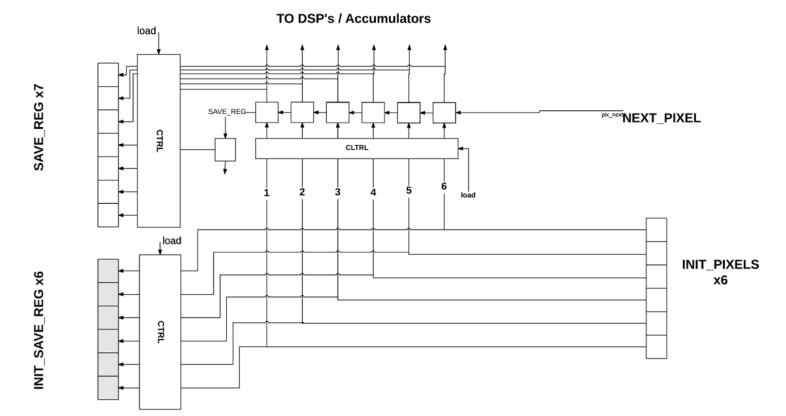 TO DSP's / Accumulators
load
SAVE_REG x7
CTRL
SAVE_REG
pix_next
NEXT_PIXEL
CLTRL
load
1 2 3 4 5 6
load
INIT_SAVE_REG x6
CTRL
INIT_PIXELS
x6